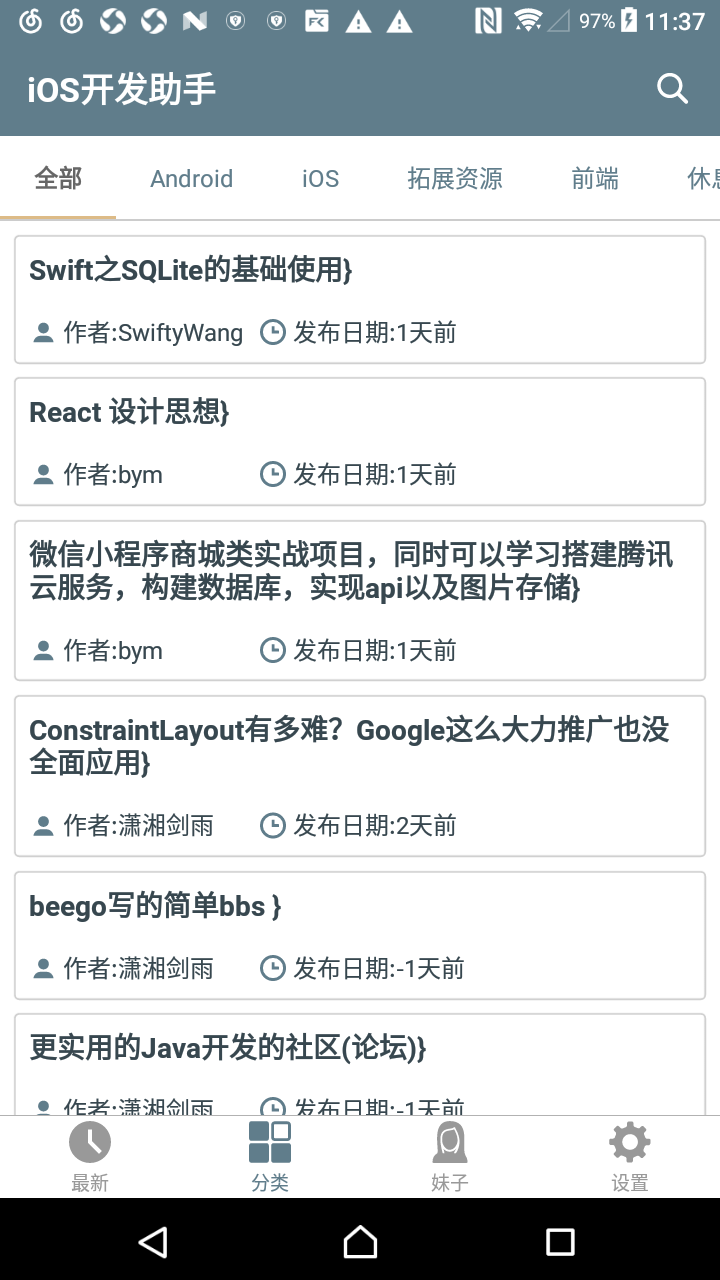 97% 11:37
iOS开发助手
全部 Android iOS 拓展资源 前端 休息
Swift之SQLite的基础使用}
作者:SwiftyWang 发布日期:1天前
React 设计思想}
作者:bym 发布日期:1天前
微信小程序商城类实战项目，同时可以学习搭建腾讯
云服务，构建数据库，实现api以及图片存储}
作者:bym 发布日期:1天前
ConstraintLayout有多难？Google这么大力推广也没
全面应用}
作者:潇湘剑雨 发布日期:2天前
beego写的简单bbs }
作者:潇湘剑雨 发布日期:-1天前
更实用的Java开发的社区(论坛)}
作者:潇湘剑雨 发布日期:-1天前
最新 分类 妹子 设置